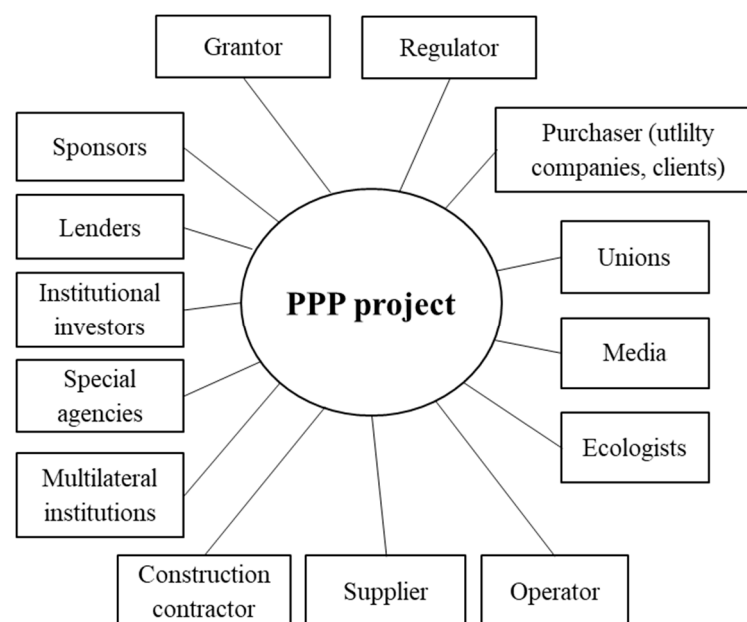 Grantor
Regulator
Sponsors
Purchaser (utlilty
companies, clients)
Lenders
Unions
Institutional
investors
PPP project
Media
Special
agencies
Ecologists
Multilateral
institutions
Construction
contractor
Supplier
Operator